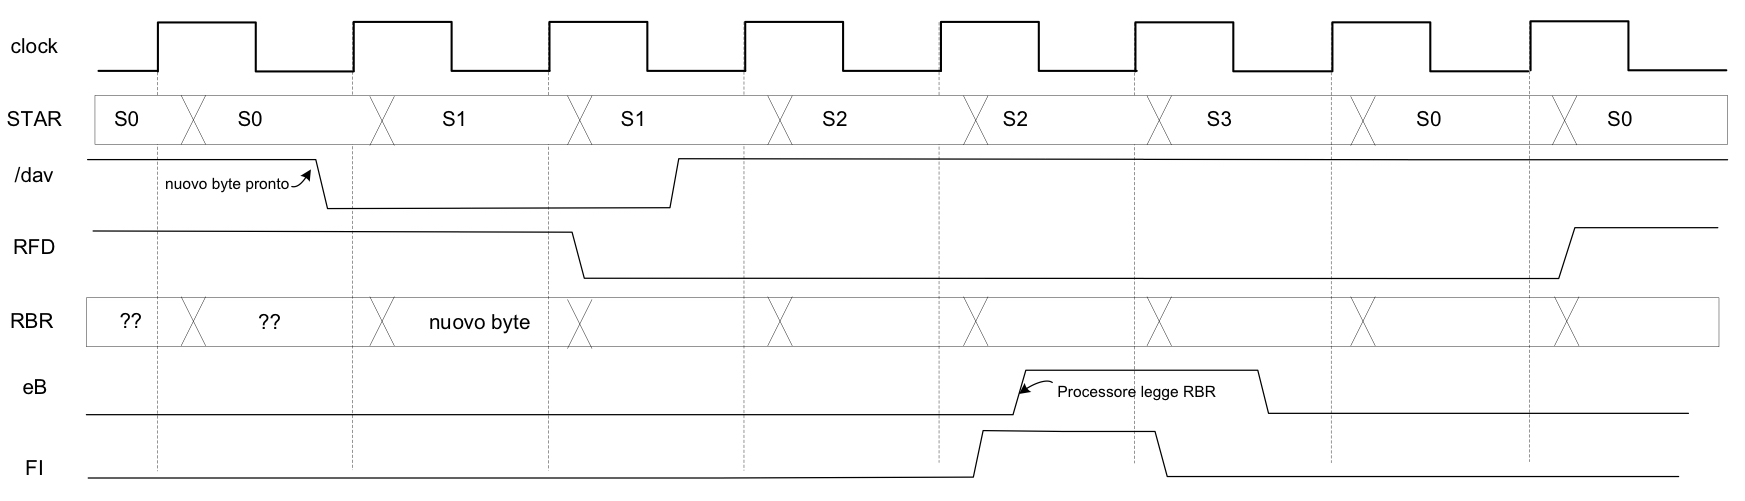 clock
STAR S0 S0 S1 S1 S2 S2 S3 S0 S0
/dav
nuovo byte pronto
RFD
RBR ?? ?? nuovo byte
eB
Processore legge RBR
FI